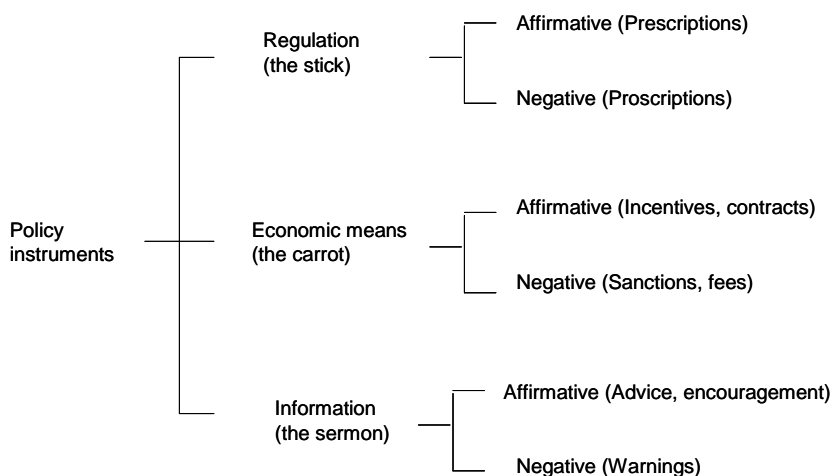 Regulation
(the stick)
Affirmative (Prescriptions)
Negative (Proscriptions)
Policy
instruments
Economic means
(the carrot)
Affirmative (Incentives, contracts)
Negative (Sanctions, fees)
Information
(the sermon)
Affirmative (Advice, encouragement)
Negative (Warnings)